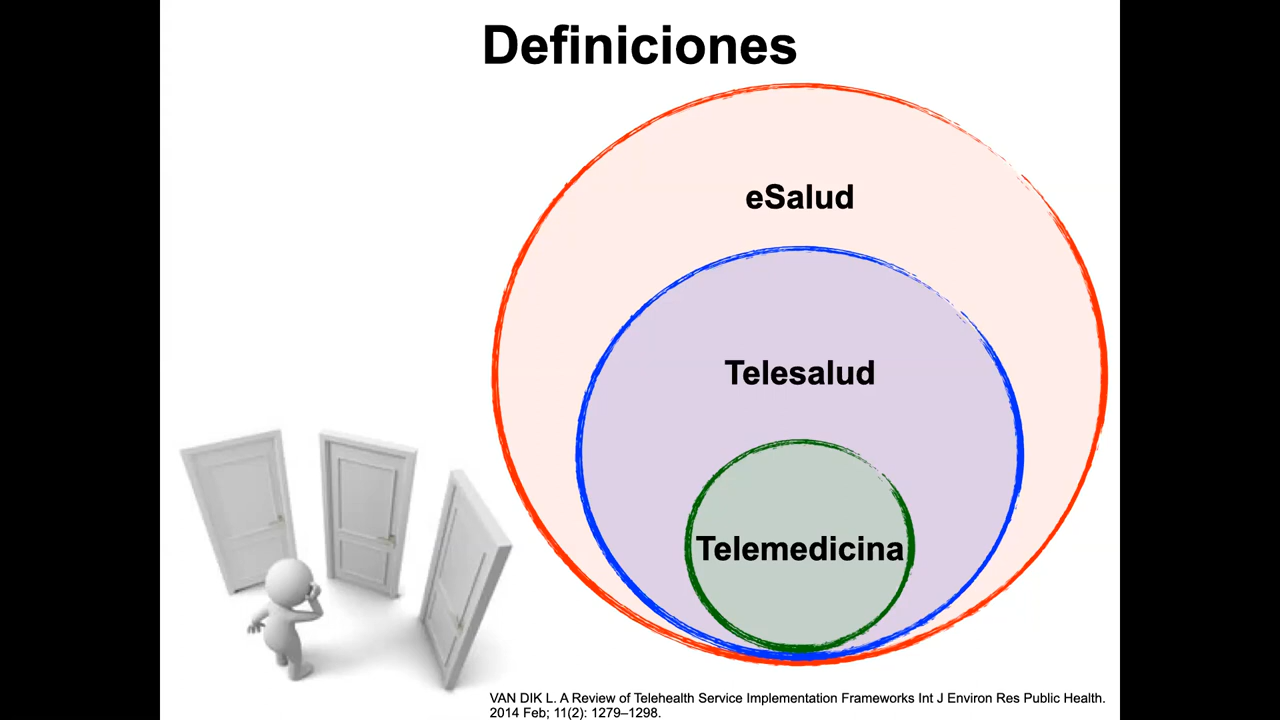 Definiciones
eSalud
Telesalud
Telemedicina
VAN DIK L. A Review of Telehealth Service Implementation Frameworks Int J Environ Res Public Health.
2014 Feb; 11(2): 1279–1298.